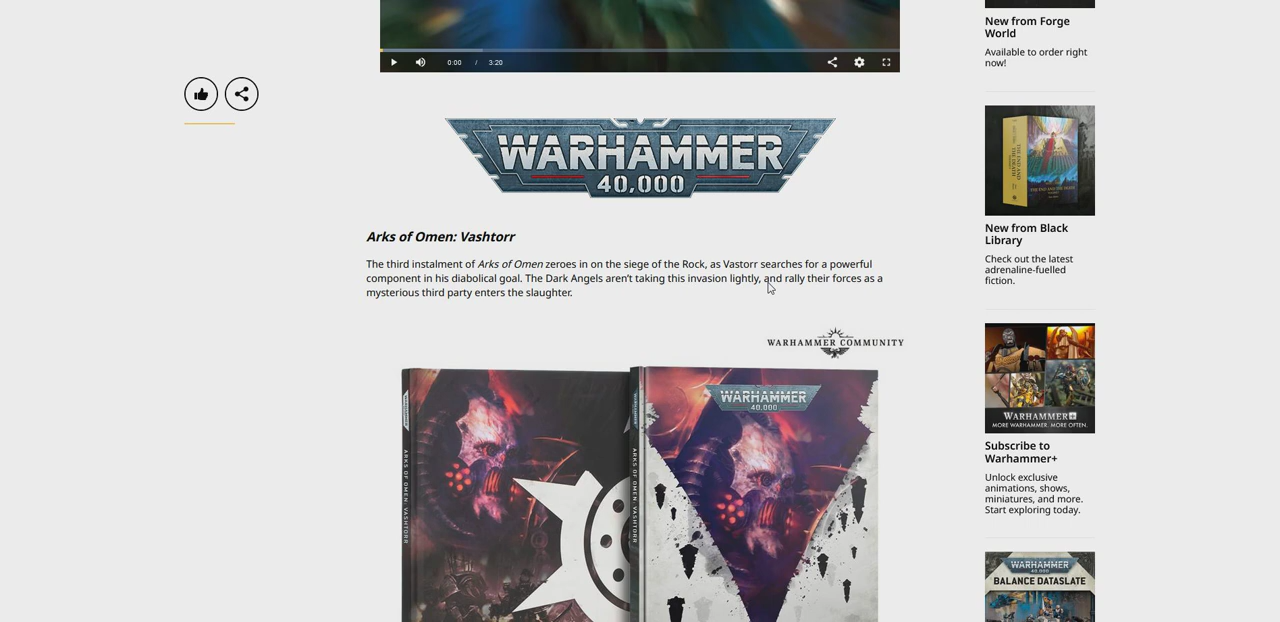 New from Forge
World
Available to order right
now!
0:00 / 3:20
WARHAMMER
40,000
Arks of Omen: Vashtorr
The third instalment of Arks of Omen zeroes in on the siege of the Rock, as Vastorr searches for a powerful
component in his diabolical goal. The Dark Angels aren’t taking this invasion lightly, and rally their forces as a
mysterious third party enters the slaughter.
WARHAMMER COMMUNITY
WARHAMMER
40,000
ARKS OF OMEN: VASHTORR
ARKS OF OMEN: VASHTORR
New from Black
Library
Check out the latest
adrenaline-fuelled
fiction.
WARHAMMER+
MORE WARHAMMER. MORE OFTEN.
Subscribe to
Warhammer+
Unlock exclusive
animations, shows,
miniatures, and more.
Start exploring today.
WARHAMMER
40,000
BALANCE DATASLATE